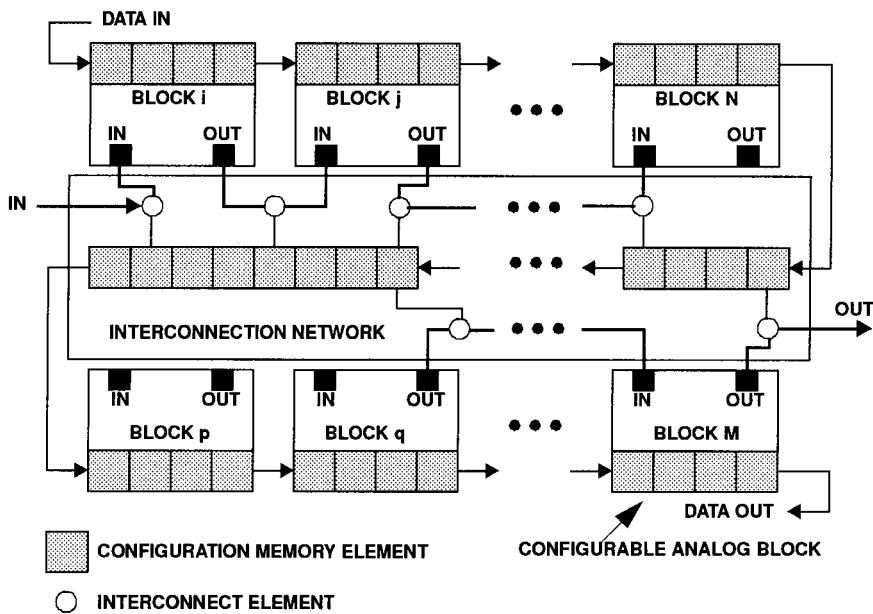 DATA IN
BLOCK i
BLOCK j
BLOCK N
IN OUT
IN OUT
IN OUT
IN
INTERCONNECTION NETWORK
OUT
IN OUT
IN OUT
IN OUT
BLOCK p
BLOCK q
BLOCK M
DATA OUT
CONFIGURATION MEMORY ELEMENT
CONFIGURABLE ANALOG BLOCK
INTERCONNECT ELEMENT